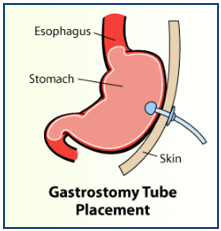 Esophagus
Stomach
Skin
Gastrostomy Tube
Placement